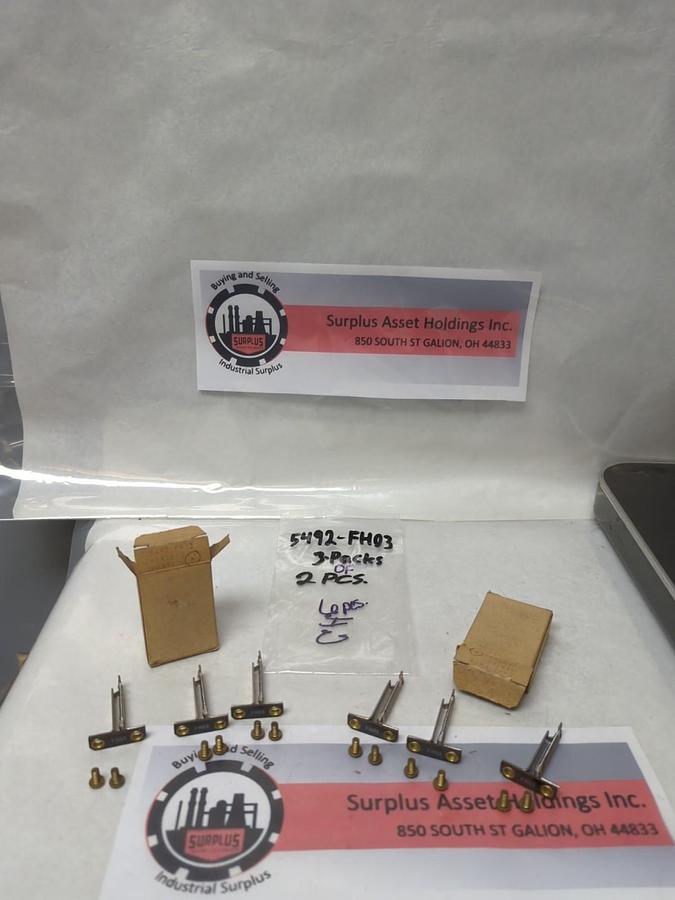 Buying and Selling
SURPLUS
Industrial Surplus
Surplus Asset Holdings Inc.
850 SOUTH ST GALION, OH 44833
5492-FH03
3-Packs
OF
2 PCS.
6 pcs.
Buying and Selling
SURPLUS
Industrial Surplus
Surplus Asset Holdings Inc.
850 SOUTH ST GALION, OH 44833